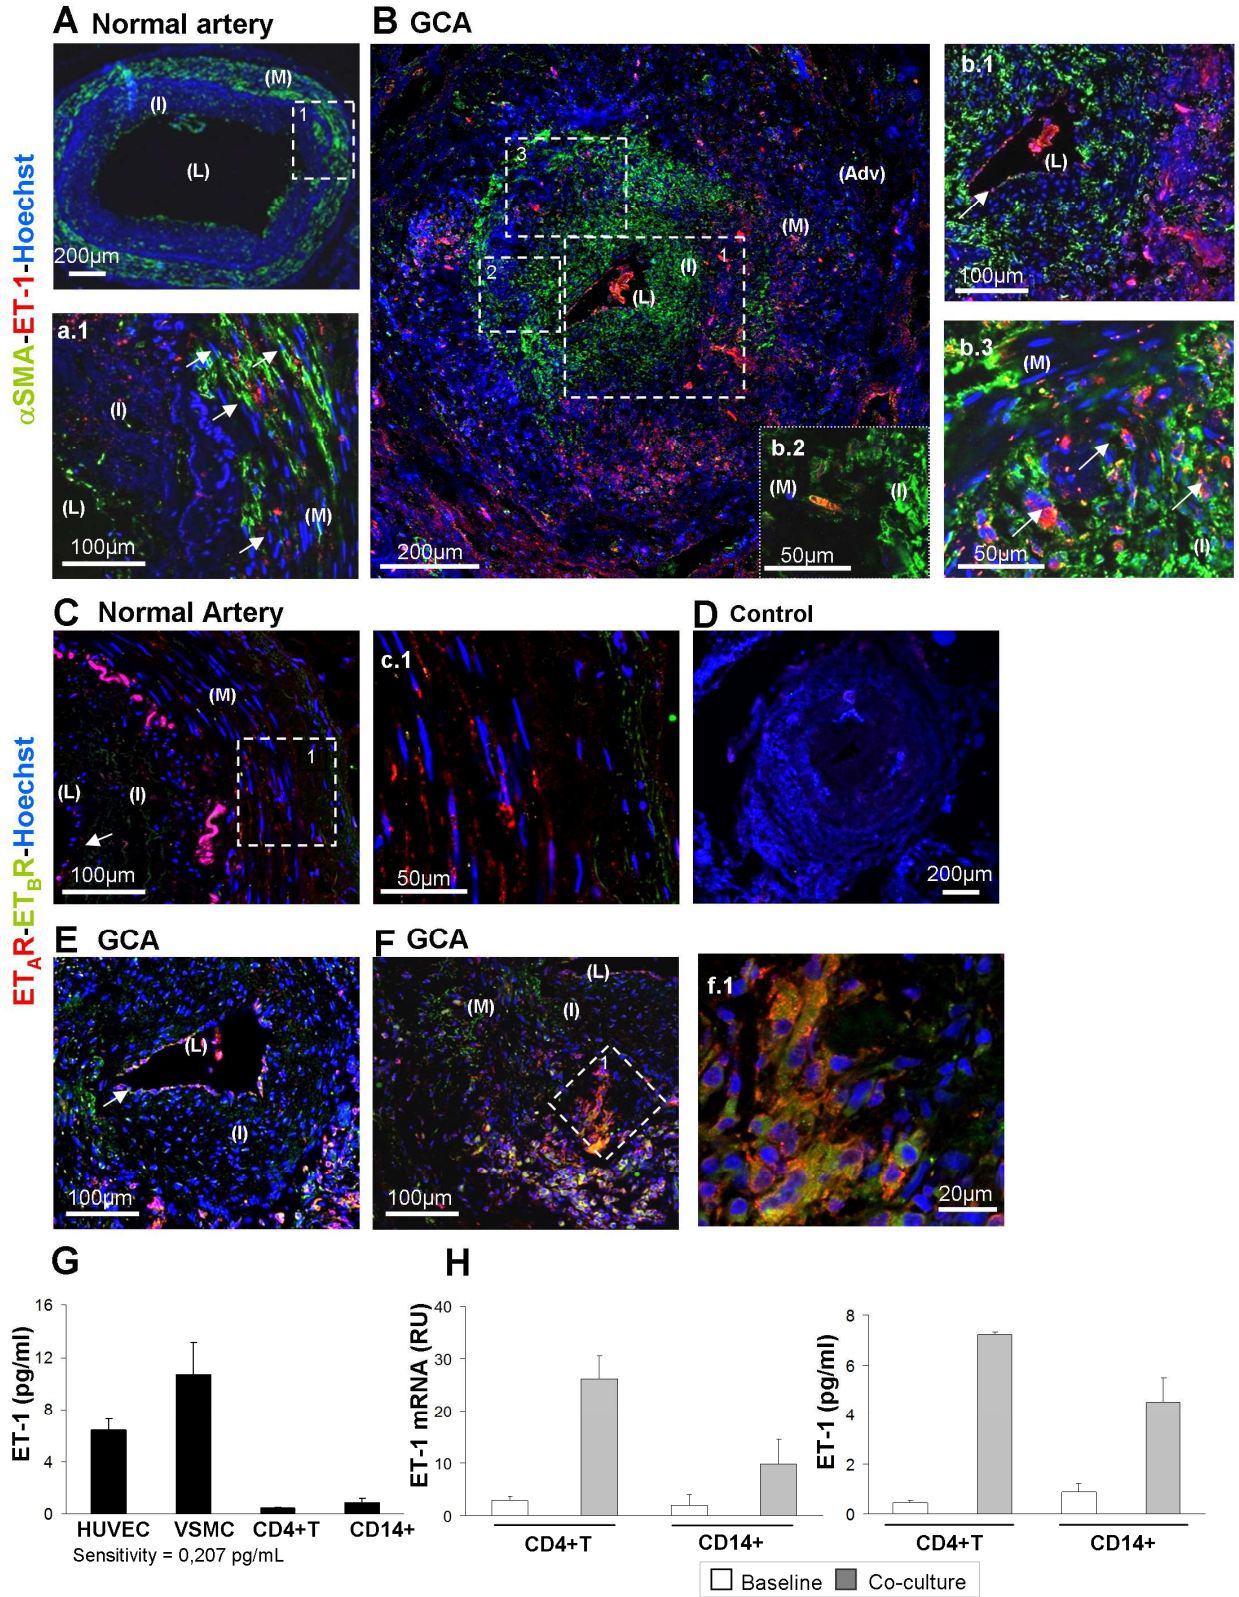 A Normal artery
B GCA
αSMA-ET-1-Hoechst
(M)
(I)
1
(L)
200µm
a.1
(I)
(L)
(M)
100µm
3
(Adv)
(M)
2
1
(I)
(L)
200µm
b.2
(M)
(I)
50µm
b.1
(L)
100µm
b.3
(M)
(I)
50µm
C Normal Artery
D Control
ETAR-ETBR-Hoechst
(M)
1
(L)
(I)
100µm
c.1
50µm
200µm
E GCA
F GCA
(L)
(I)
100µm
(L)
(M)
(I)
1
100µm
f.1
20µm
G
ET-1 (pg/ml)
16
12
8
4
0
HUVEC VSMC CD4+T CD14+
Sensitivity = 0,207 pg/mL
H
ET-1 mRNA (RU)
40
30
20
10
0
CD4+T CD14+
ET-1 (pg/ml)
8
6
4
2
0
CD4+T CD14+
Baseline Co-culture